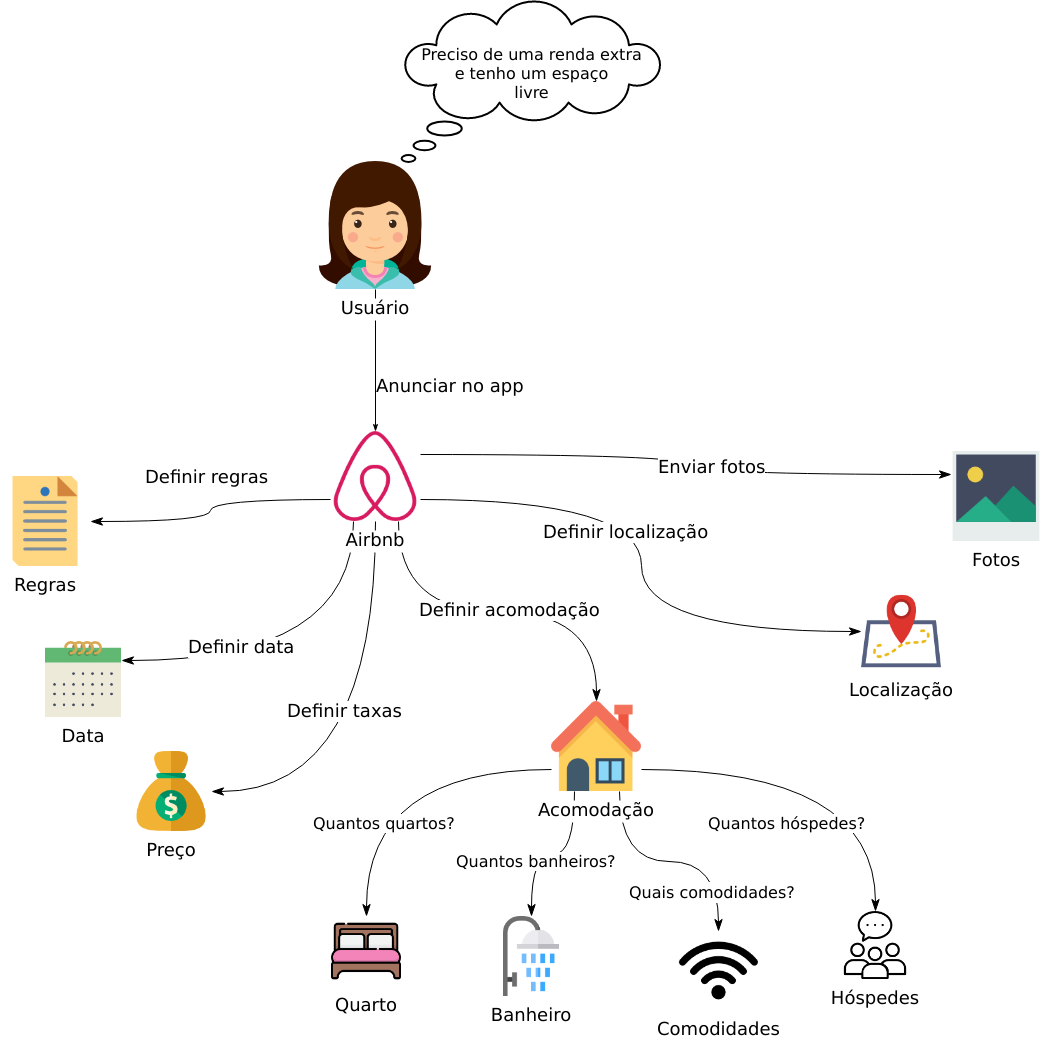 Preciso de uma renda extra
e tenho um espaço
livre
Usuário
Anunciar no app
Enviar fotos
Definir regras
Definir localização
Airbnb
Fotos
Regras
Definir acomodação
Definir data
Localização
Definir taxas
Data
Acomodação
Quantos quartos?
Quantos hóspedes?
Preço
Quantos banheiros?
Quais comodidades?
Quarto
Banheiro
Hóspedes
Comodidades